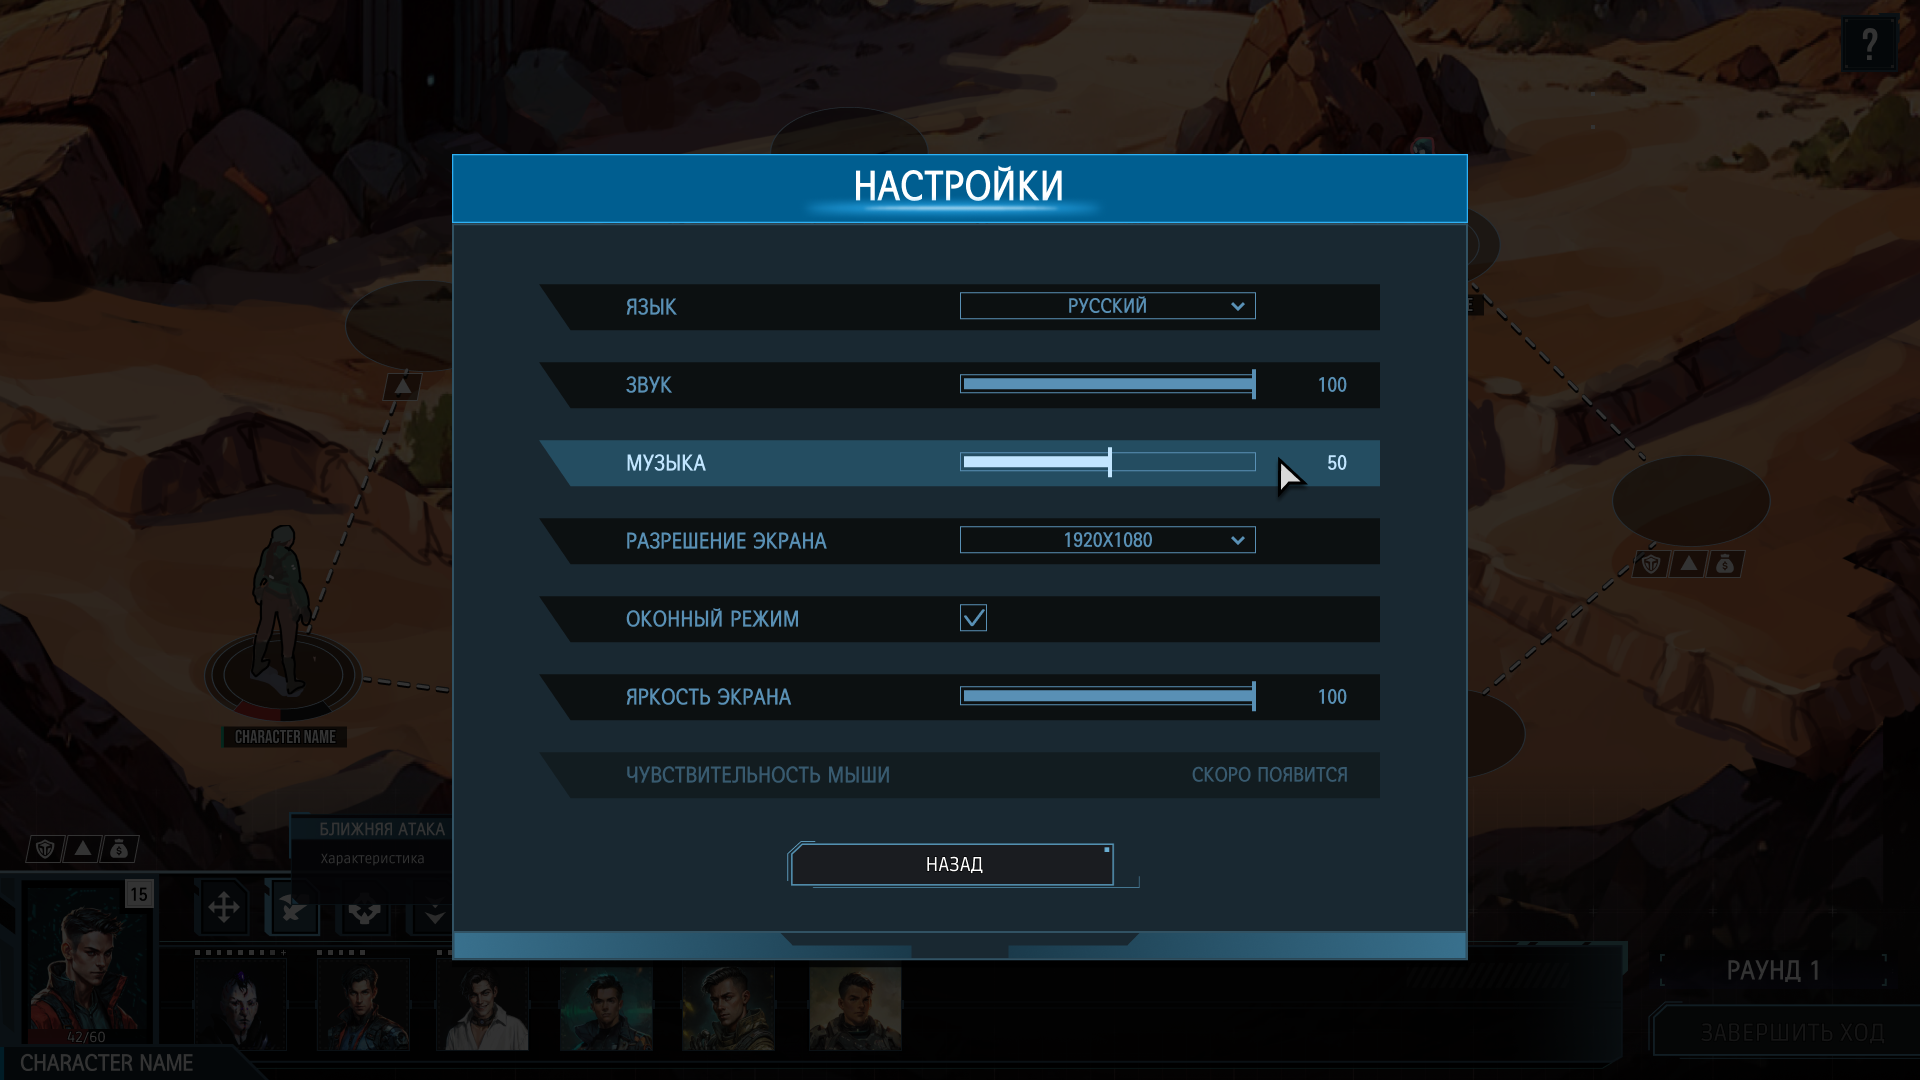 ?
НАСТРОЙКИ
ЯЗЫК РУССКИЙ
ЗВУК 100
МУЗЫКА 50
РАЗРЕШЕНИЕ ЭКРАНА 1920X1080
ОКОННЫЙ РЕЖИМ
ЯРКОСТЬ ЭКРАНА 100
ЧУВСТВИТЕЛЬНОСТЬ МЫШИ СКОРО ПОЯВИТСЯ
НАЗАД
CHARACTER NAME
БЛИЖНЯЯ АТАКА
Характеристика
15
42/60
CHARACTER NAME
РАУНД 1
ЗАВЕРШИТЬ ХОД